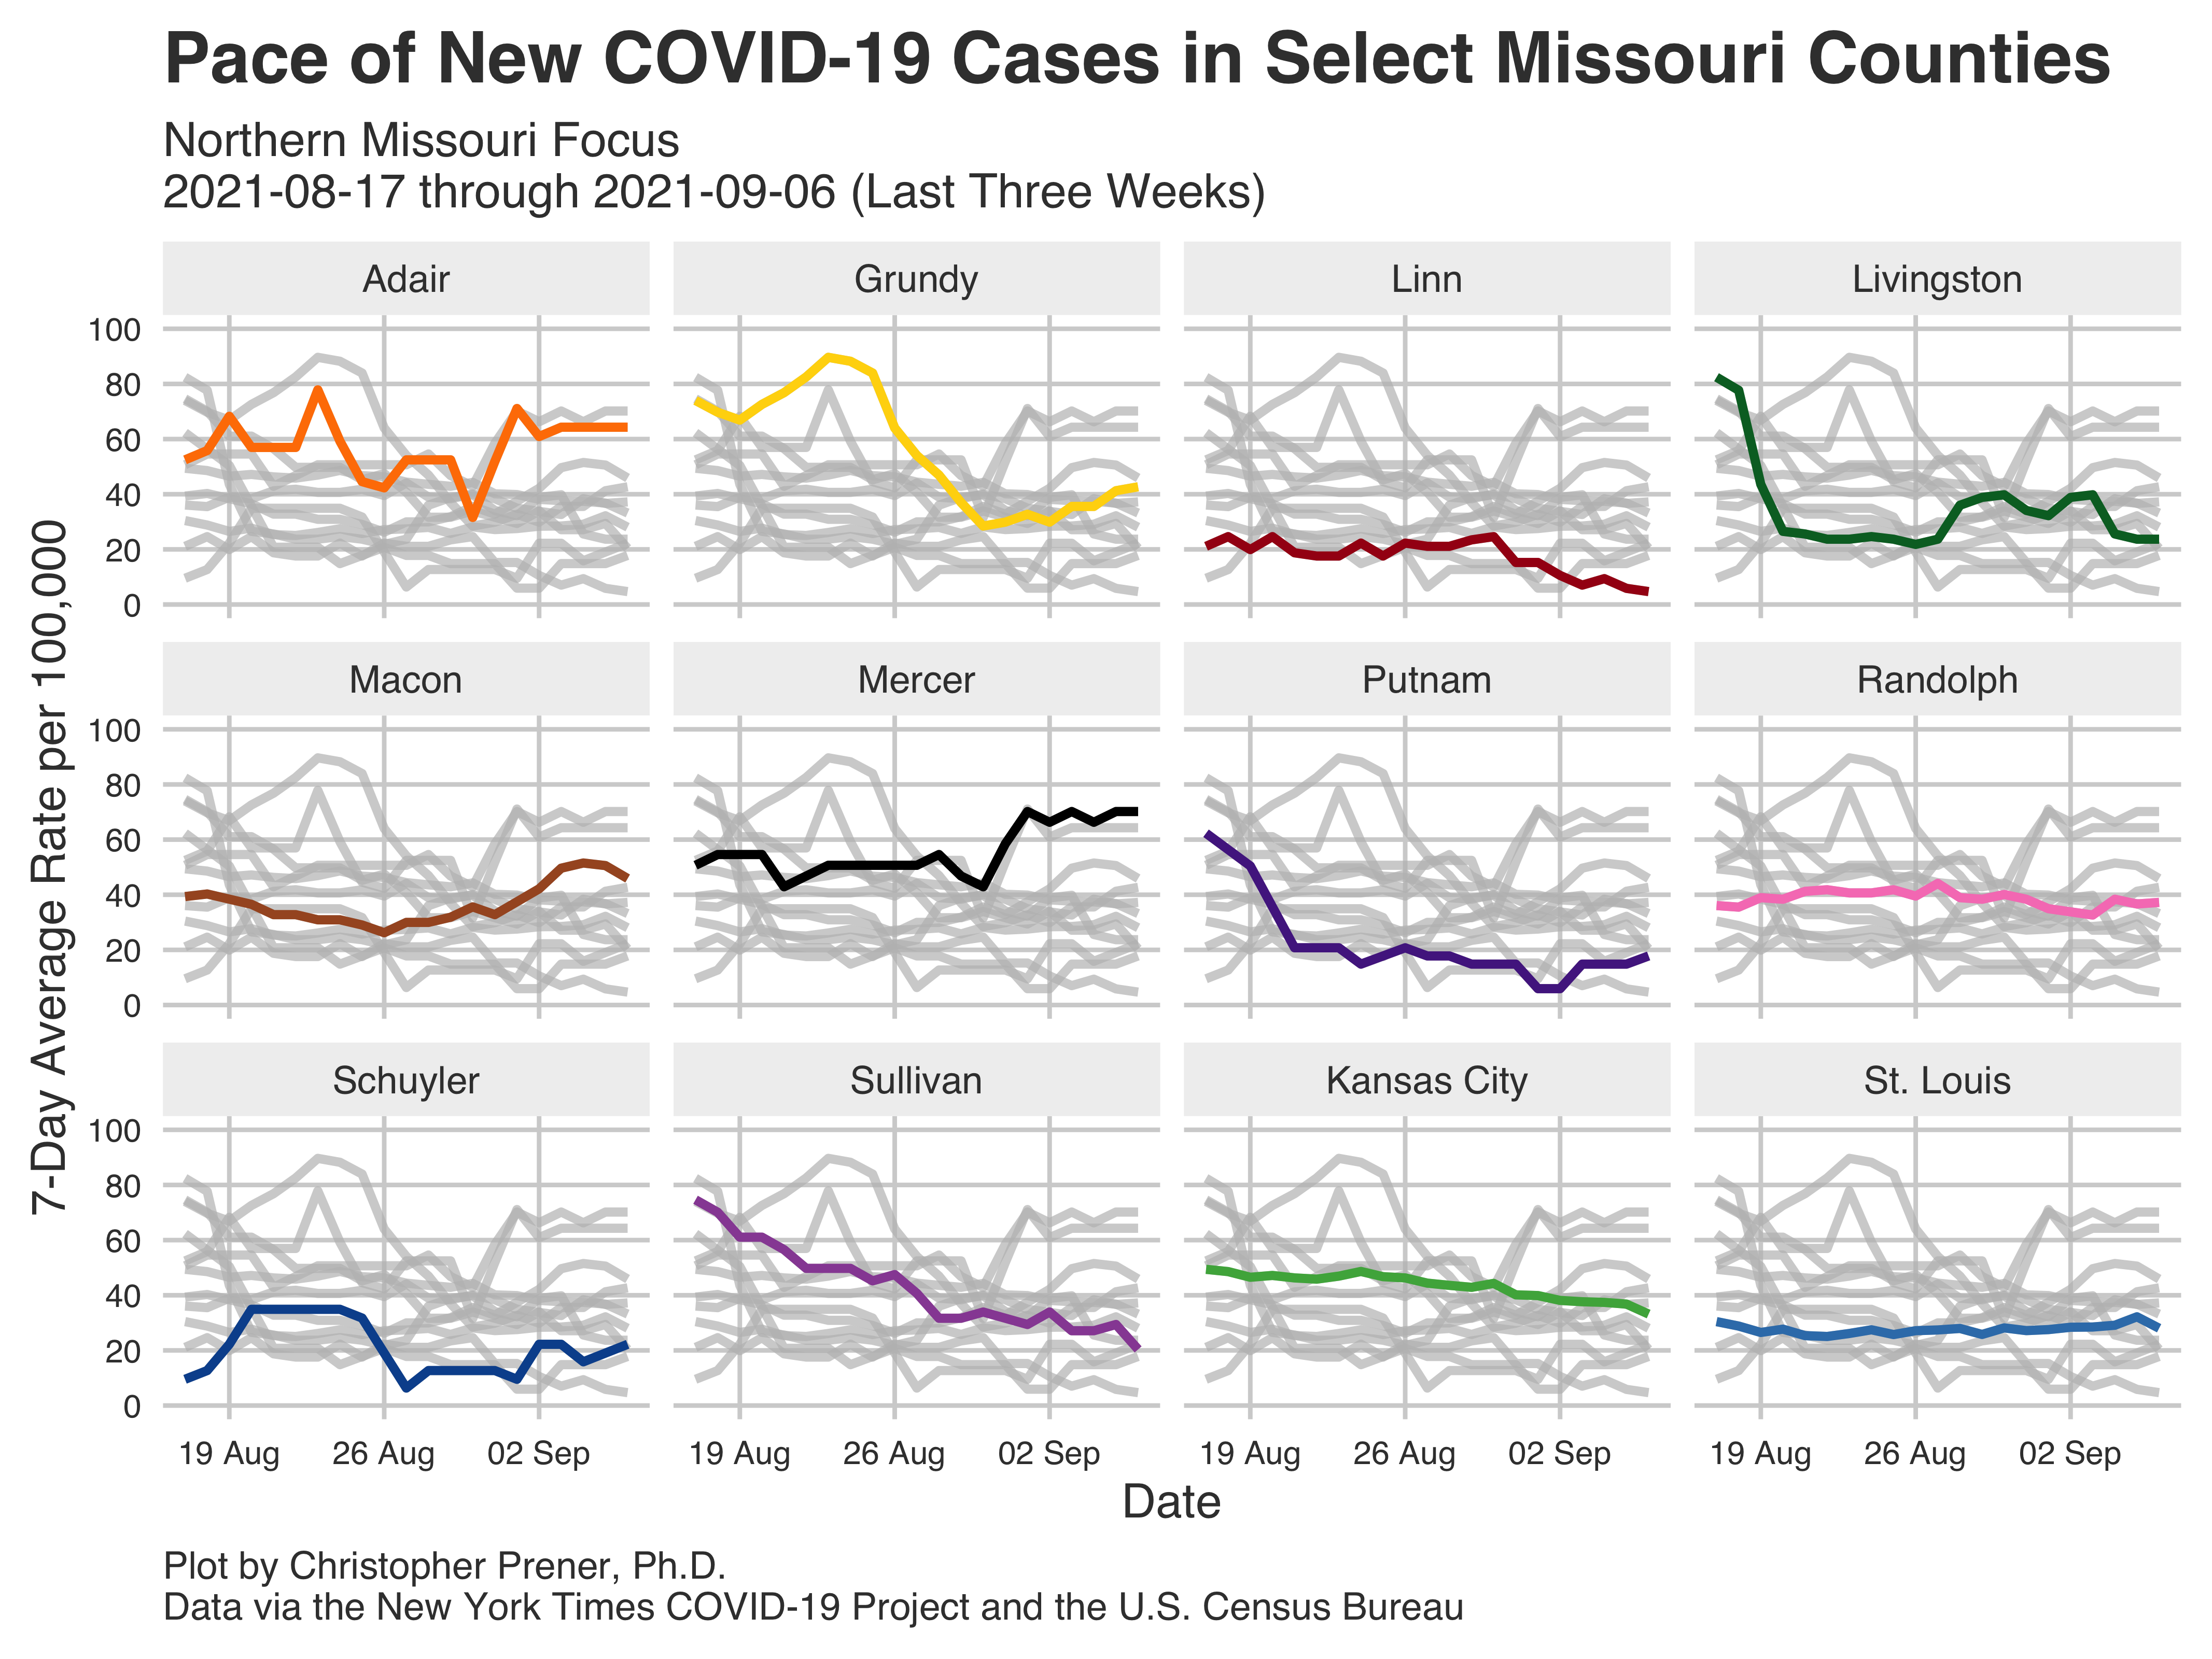 Pace of New COVID-19 Cases in Select Missouri Counties
Northern Missouri Focus
2021-08-17 through 2021-09-06 (Last Three Weeks)
7-Day Average Rate per 100,000
Adair
Grundy
Linn
Livingston
100
80
60
40
20
0
Macon
Mercer
Putnam
Randolph
100
80
60
40
20
0
Schuyler
Sullivan
Kansas City
St. Louis
100
80
60
40
20
0
19 Aug 26 Aug 02 Sep
19 Aug 26 Aug 02 Sep
19 Aug 26 Aug 02 Sep
19 Aug 26 Aug 02 Sep
Date
Plot by Christopher Prener, Ph.D.
Data via the New York Times COVID-19 Project and the U.S. Census Bureau